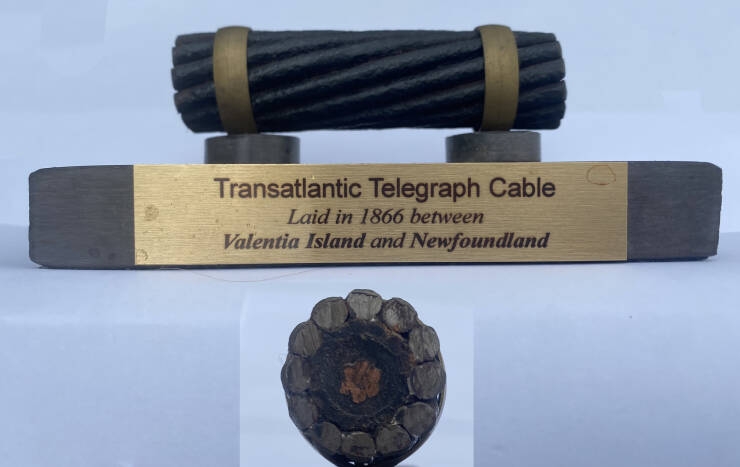 Transatlantic Telegraph Cable
Laid in 1866 between
Valentia Island and Newfoundland